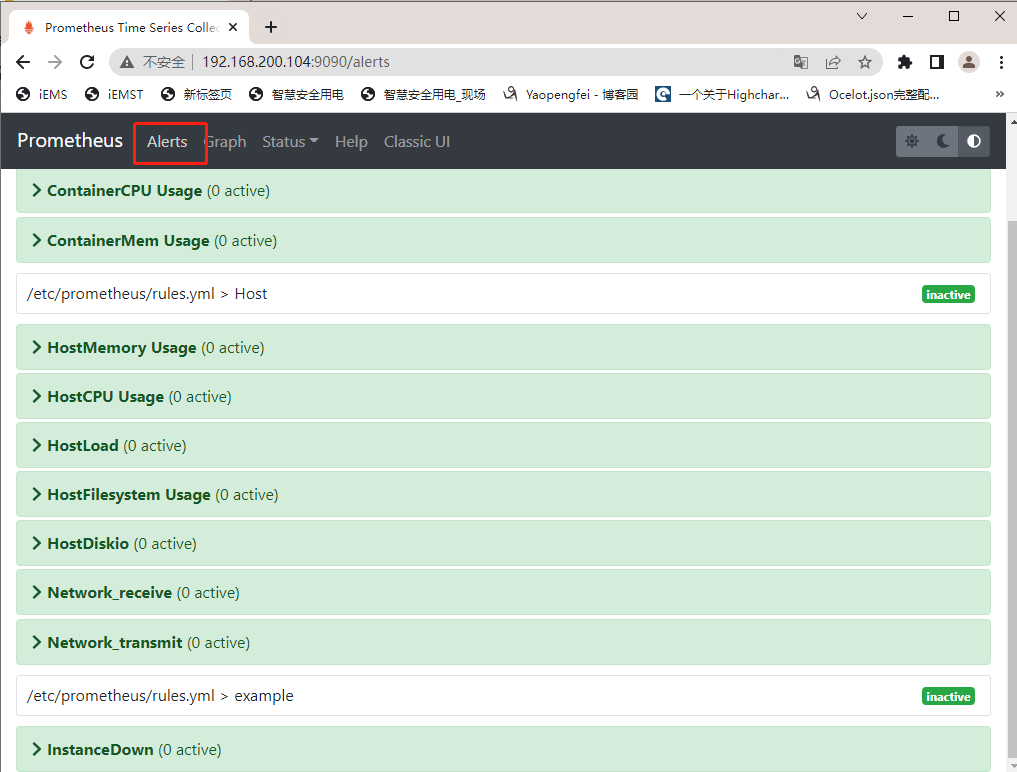 Prometheus Time Series Collec
不安全 192.168.200.104:9090/alerts
iEMS iEMST 新标签页 智慧安全用电 智慧安全用电_现场 Yaopengfei - 博客园 一个关于Highchar... Ocelot.json完整配... »
Prometheus Alerts Graph Status Help Classic UI
ContainerCPU Usage (0 active)
ContainerMem Usage (0 active)
/etc/prometheus/rules.yml > Host inactive
HostMemory Usage (0 active)
HostCPU Usage (0 active)
HostLoad (0 active)
HostFilesystem Usage (0 active)
HostDiskio (0 active)
Network_receive (0 active)
Network_transmit (0 active)
/etc/prometheus/rules.yml > example inactive
InstanceDown (0 active)